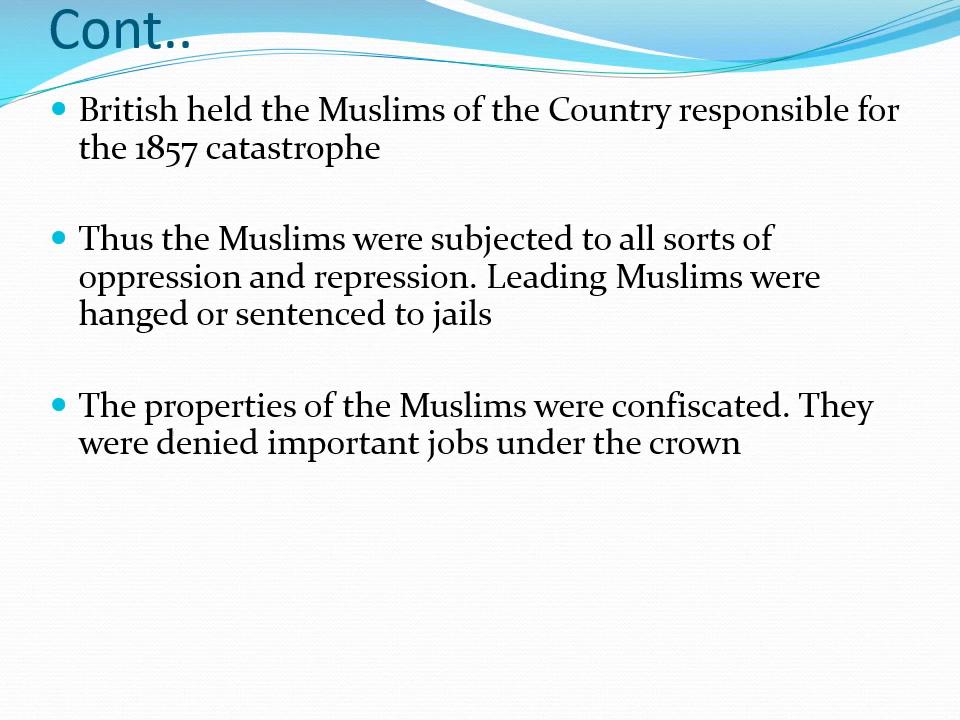 Cont..
British held the Muslims of the Country responsible for
the 1857 catastrophe
Thus the Muslims were subjected to all sorts of
oppression and repression. Leading Muslims were
hanged or sentenced to jails
The properties of the Muslims were confiscated. They
were denied important jobs under the crown